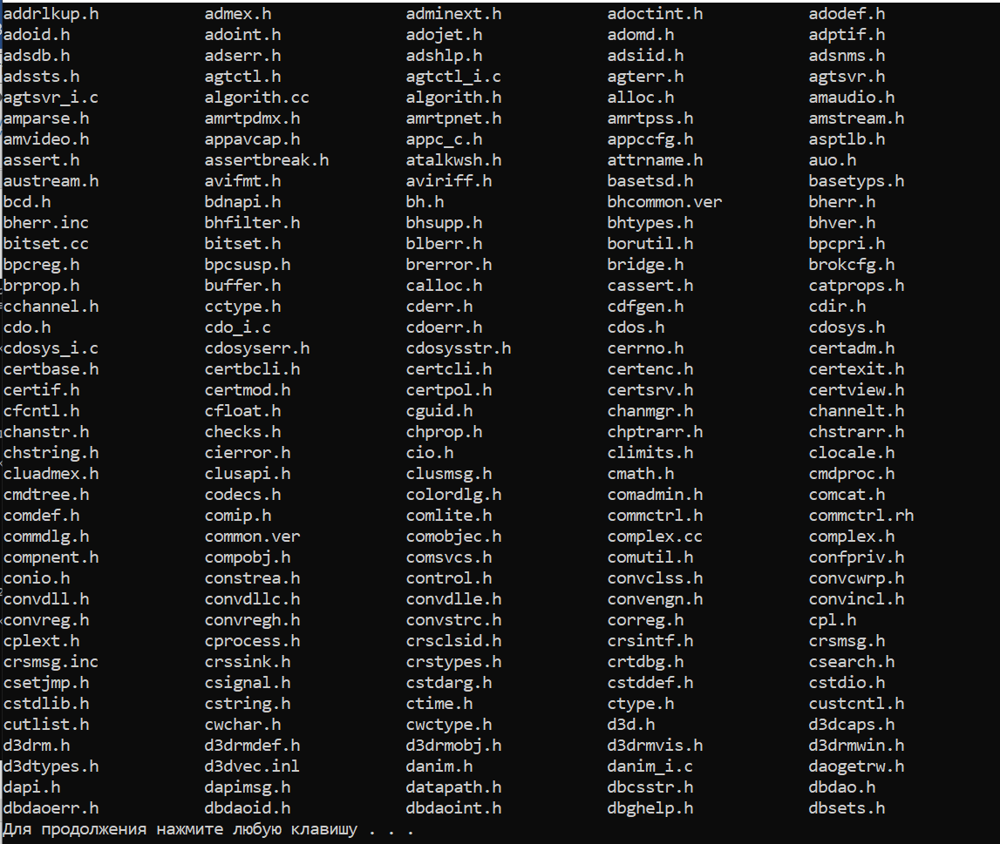 addrlkup.h admex.h adminext.h adoctint.h adodef.h
adoid.h adoint.h adojet.h adomd.h adptif.h
adsdb.h adserr.h adshlp.h adsiid.h adsnms.h
adssts.h agtctl.h agtctl_i.c agterr.h agtsvr.h
agtsvr_i.c algorith.cc algorith.h alloc.h amaudio.h
amparse.h amrtpdmx.h amrtpnet.h amrtpss.h amstream.h
amvideo.h appavcap.h appc_c.h appccfg.h asptlb.h
assert.h assertbreak.h atalkwsh.h attrname.h auo.h
austream.h avifmt.h aviriff.h basetsd.h basetyps.h
bcd.h bdnapi.h bh.h bhcommon.ver bherr.h
bherr.inc bhfilter.h bhsupp.h bhtypes.h bhver.h
bitset.cc bitset.h blberr.h borutil.h bpcpri.h
bpcreg.h bpcsusp.h brerror.h bridge.h brokcfg.h
brprop.h buffer.h calloc.h cassert.h catprops.h
cchannel.h cctype.h cderr.h cdfgen.h cdir.h
cdo.h cdo_i.c cdoerr.h cdos.h cdosys.h
cdosys_i.c cdosyserr.h cdosysstr.h cerrno.h certadm.h
certbase.h certbcli.h certcli.h certenc.h certexit.h
certif.h certmod.h certpol.h certsrv.h certview.h
cfcntl.h cfloat.h cguid.h chanmgr.h channelt.h
chanstr.h checks.h chprop.h chptrarr.h chstrarr.h
chstring.h cierror.h cio.h climits.h clocale.h
cluadmex.h clusapi.h clusmsg.h cmath.h cmdproc.h
cmdtree.h codecs.h colordlg.h comadmin.h comcat.h
comdef.h comip.h comlite.h commctrl.h commctrl.rh
commdlg.h common.ver comobjec.h complex.cc complex.h
compnent.h compobj.h comsvcs.h comutil.h confpriv.h
conio.h constrea.h control.h convclss.h convcwrp.h
convdll.h convdllc.h convdlle.h convengn.h convincl.h
convreg.h convregh.h convstrc.h correg.h cpl.h
cplext.h cprocess.h crsclsid.h crsintf.h crsmsg.h
crsmsg.inc crssink.h crstypes.h crtdbg.h csearch.h
csetjmp.h csignal.h cstdarg.h cstddef.h cstdio.h
cstdlib.h cstring.h ctime.h ctype.h custcntl.h
cutlist.h cwchar.h cwctype.h d3d.h d3dcaps.h
d3drm.h d3drmdef.h d3drmobj.h d3drmvis.h d3drmwin.h
d3dtypes.h d3dvec.inl danim.h danim_i.c daogetrw.h
dapi.h dapimsg.h datapath.h dbcsstr.h dbdao.h
dbdaoerr.h dbdaoid.h dbdaoint.h dbghelp.h dbsets.h
Для продолжения нажмите любую клавишу . . .